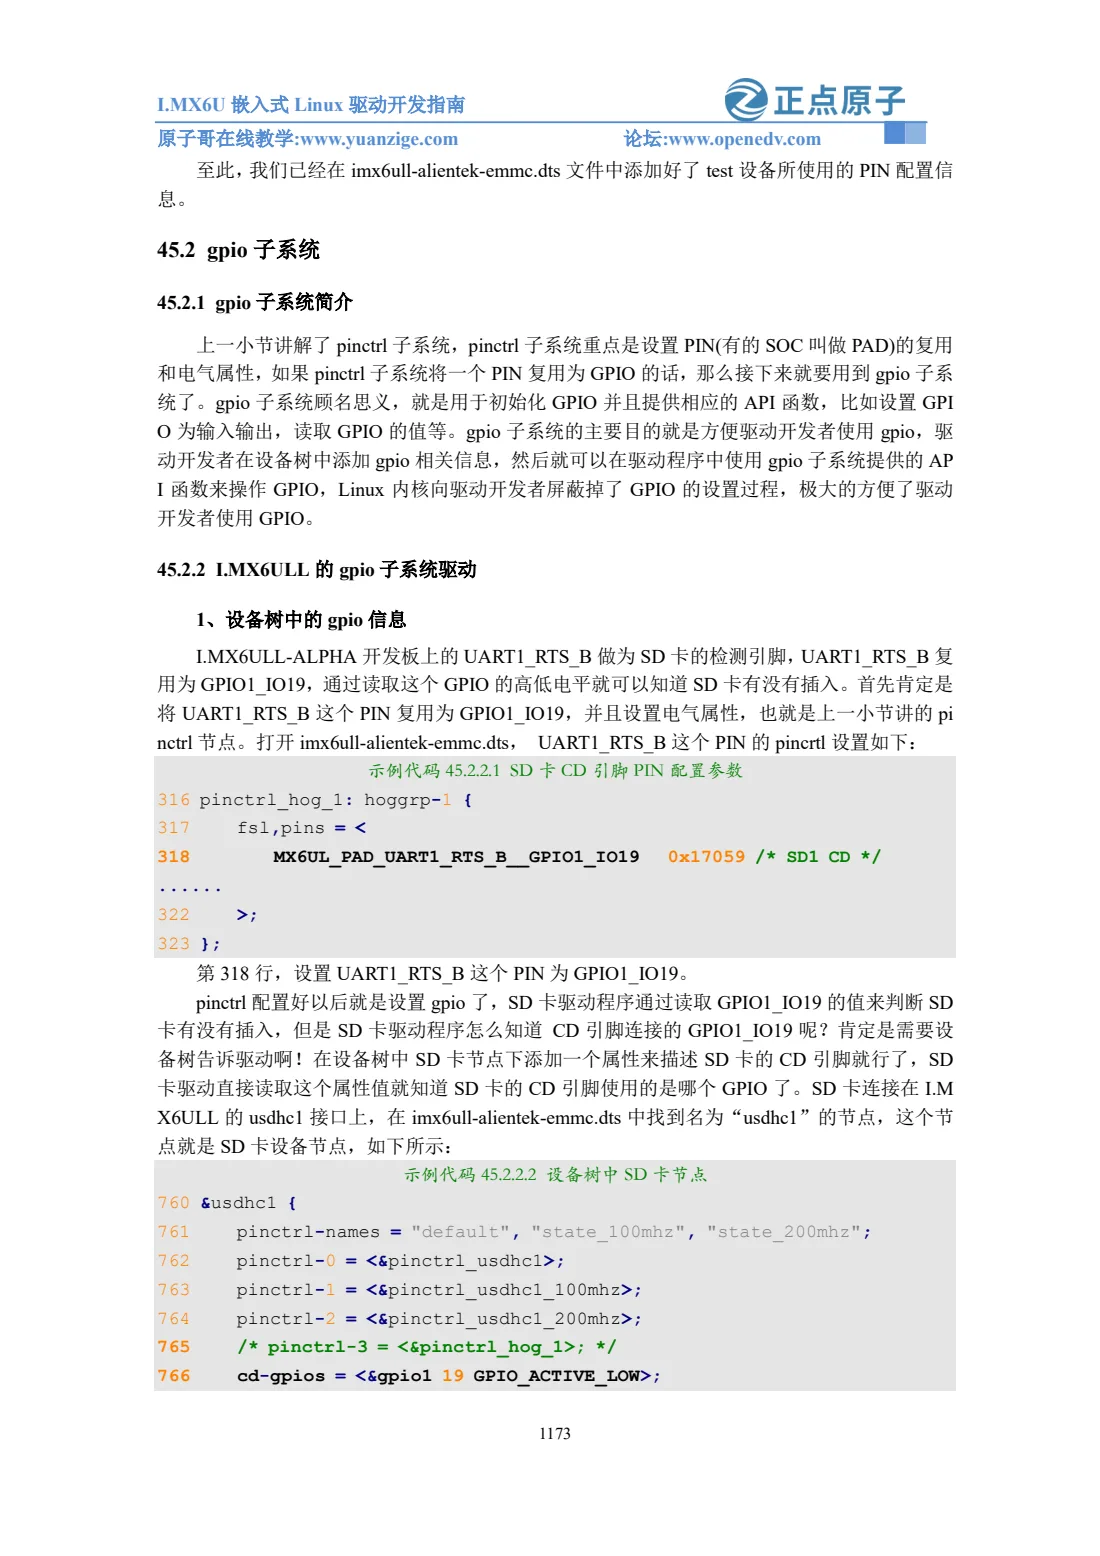 I.MX6U 嵌入式 Linux 驱动开发指南
正点原子
原子哥在线教学:www.yuanzige.com 论坛:www.openedv.com
至此，我们已经在 imx6ull-alientek-emmc.dts 文件中添加好了 test 设备所使用的 PIN 配置信
息。
45.2 gpio 子系统
45.2.1 gpio 子系统简介
上一小节讲解了 pinctrl 子系统，pinctrl 子系统重点是设置 PIN(有的 SOC 叫做 PAD)的复用
和电气属性，如果 pinctrl 子系统将一个 PIN 复用为 GPIO 的话，那么接下来就要用到 gpio 子系
统了。gpio 子系统顾名思义，就是用于初始化 GPIO 并且提供相应的 API 函数，比如设置 GPI
O 为输入输出，读取 GPIO 的值等。gpio 子系统的主要目的就是方便驱动开发者使用 gpio，驱
动开发者在设备树中添加 gpio 相关信息，然后就可以在驱动程序中使用 gpio 子系统提供的 AP
I 函数来操作 GPIO，Linux 内核向驱动开发者屏蔽掉了 GPIO 的设置过程，极大的方便了驱动
开发者使用 GPIO。
45.2.2 I.MX6ULL 的 gpio 子系统驱动
1、设备树中的 gpio 信息
I.MX6ULL-ALPHA 开发板上的 UART1_RTS_B 做为 SD 卡的检测引脚，UART1_RTS_B 复
用为 GPIO1_IO19，通过读取这个 GPIO 的高低电平就可以知道 SD 卡有没有插入。首先肯定是
将 UART1_RTS_B 这个 PIN 复用为 GPIO1_IO19，并且设置电气属性，也就是上一小节讲的 pi
nctrl 节点。打开 imx6ull-alientek-emmc.dts， UART1_RTS_B 这个 PIN 的 pincrtl 设置如下：
示例代码 45.2.2.1 SD 卡 CD 引脚 PIN 配置参数
316 pinctrl_hog_1: hoggrp-1 {
317 fsl,pins = <
318 MX6UL_PAD_UART1_RTS_B__GPIO1_IO19 0x17059 /* SD1 CD */
......
322 >;
323 };
第 318 行，设置 UART1_RTS_B 这个 PIN 为 GPIO1_IO19。
pinctrl 配置好以后就是设置 gpio 了，SD 卡驱动程序通过读取 GPIO1_IO19 的值来判断 SD
卡有没有插入，但是 SD 卡驱动程序怎么知道 CD 引脚连接的 GPIO1_IO19 呢？肯定是需要设
备树告诉驱动啊！在设备树中 SD 卡节点下添加一个属性来描述 SD 卡的 CD 引脚就行了，SD
卡驱动直接读取这个属性值就知道 SD 卡的 CD 引脚使用的是哪个 GPIO 了。SD 卡连接在 I.M
X6ULL 的 usdhc1 接口上，在 imx6ull-alientek-emmc.dts 中找到名为“usdhc1”的节点，这个节
点就是 SD 卡设备节点，如下所示：
示例代码 45.2.2.2 设备树中 SD 卡节点
760 &usdhc1 {
761 pinctrl-names = "default", "state_100mhz", "state_200mhz";
762 pinctrl-0 = <&pinctrl_usdhc1>;
763 pinctrl-1 = <&pinctrl_usdhc1_100mhz>;
764 pinctrl-2 = <&pinctrl_usdhc1_200mhz>;
765 /* pinctrl-3 = <&pinctrl_hog_1>; */
766 cd-gpios = <&gpio1 19 GPIO_ACTIVE_LOW>;
1173